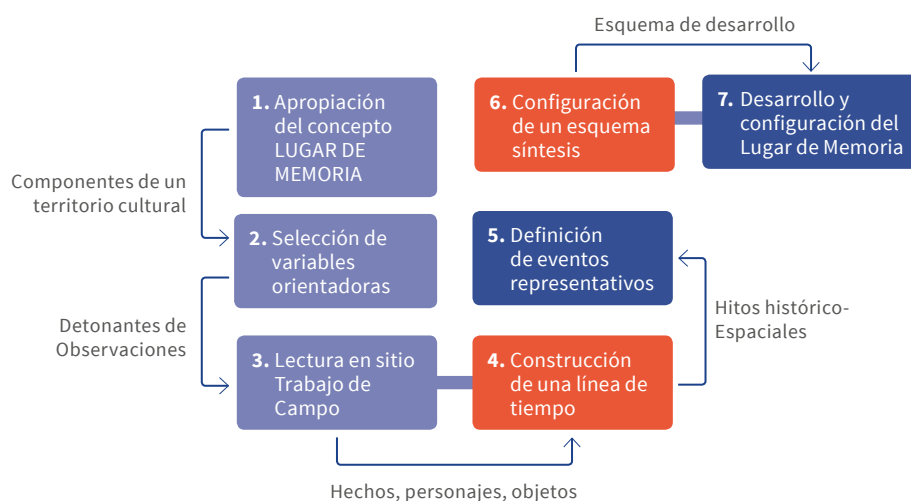 Esquema de desarrollo
1. Apropiación
del concepto
LUGAR DE
MEMORIA
6. Configuración
de un esquema
síntesis
7. Desarrollo y
configuración del
Lugar de Memoria
Componentes de un
territorio cultural
2. Selección de
variables
orientadoras
5. Definición
de eventos
representativos
Detonantes de
Observaciones
Hitos histórico-
Espaciales
3. Lectura en sitio
Trabajo de
Campo
4. Construcción
de una línea de
tiempo
Hechos, personajes, objetos